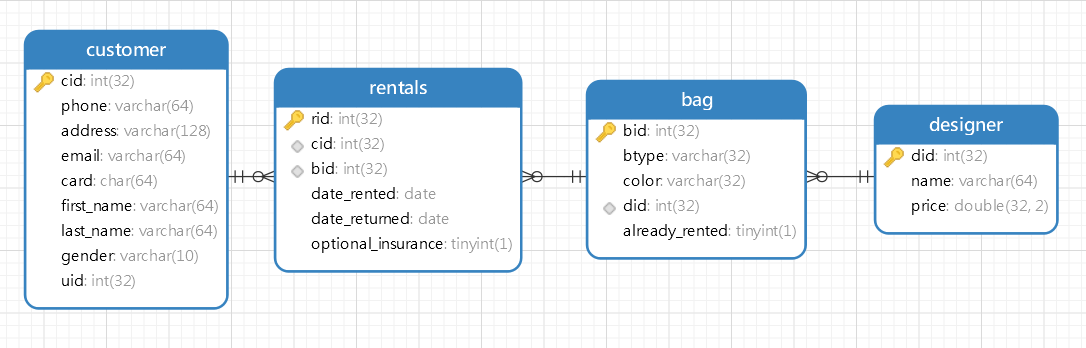 customer
cid: int(32)
phone: varchar(64)
address: varchar(128)
email: varchar(64)
card: char(64)
first_name: varchar(64)
last_name: varchar(64)
gender: varchar(10)
uid: int(32)
rentals
rid: int(32)
cid: int(32)
bid: int(32)
date_rented: date
date_returned: date
optional_insurance: tinyint(1)
bag
bid: int(32)
btype: varchar(32)
color: varchar(32)
did: int(32)
already_rented: tinyint(1)
designer
did: int(32)
name: varchar(64)
price: double(32, 2)